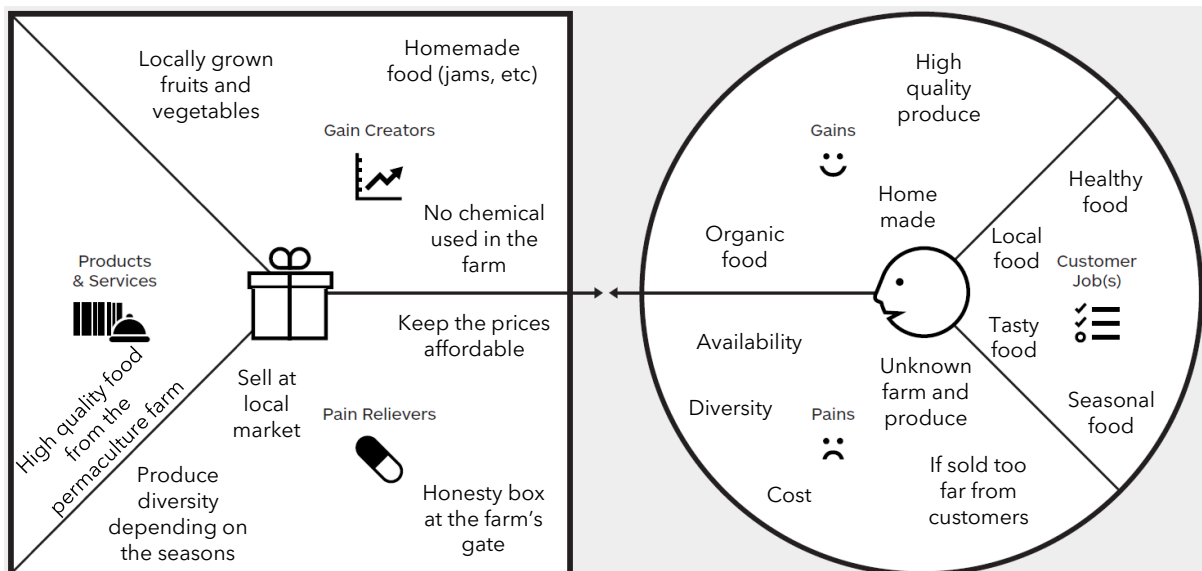 Locally grown
fruits and
vegetables
Homemade
food (jams, etc)
Gain Creators
No chemical
used in the
farm
Products
& Services
High quality food
from the
permaculture farm
Keep the prices
affordable
Sell at
local
market
Pain Relievers
Produce
diversity
depending on
the seasons
Honesty box
at the farm's
gate
High
quality
produce
Gains
Home
made
Organic
food
Healthy
food
Local
food
Customer
Job(s)
Tasty
food
Seasonal
food
Availability
Unknown
farm and
produce
Diversity
Pains
Cost
If sold too
far from
customers